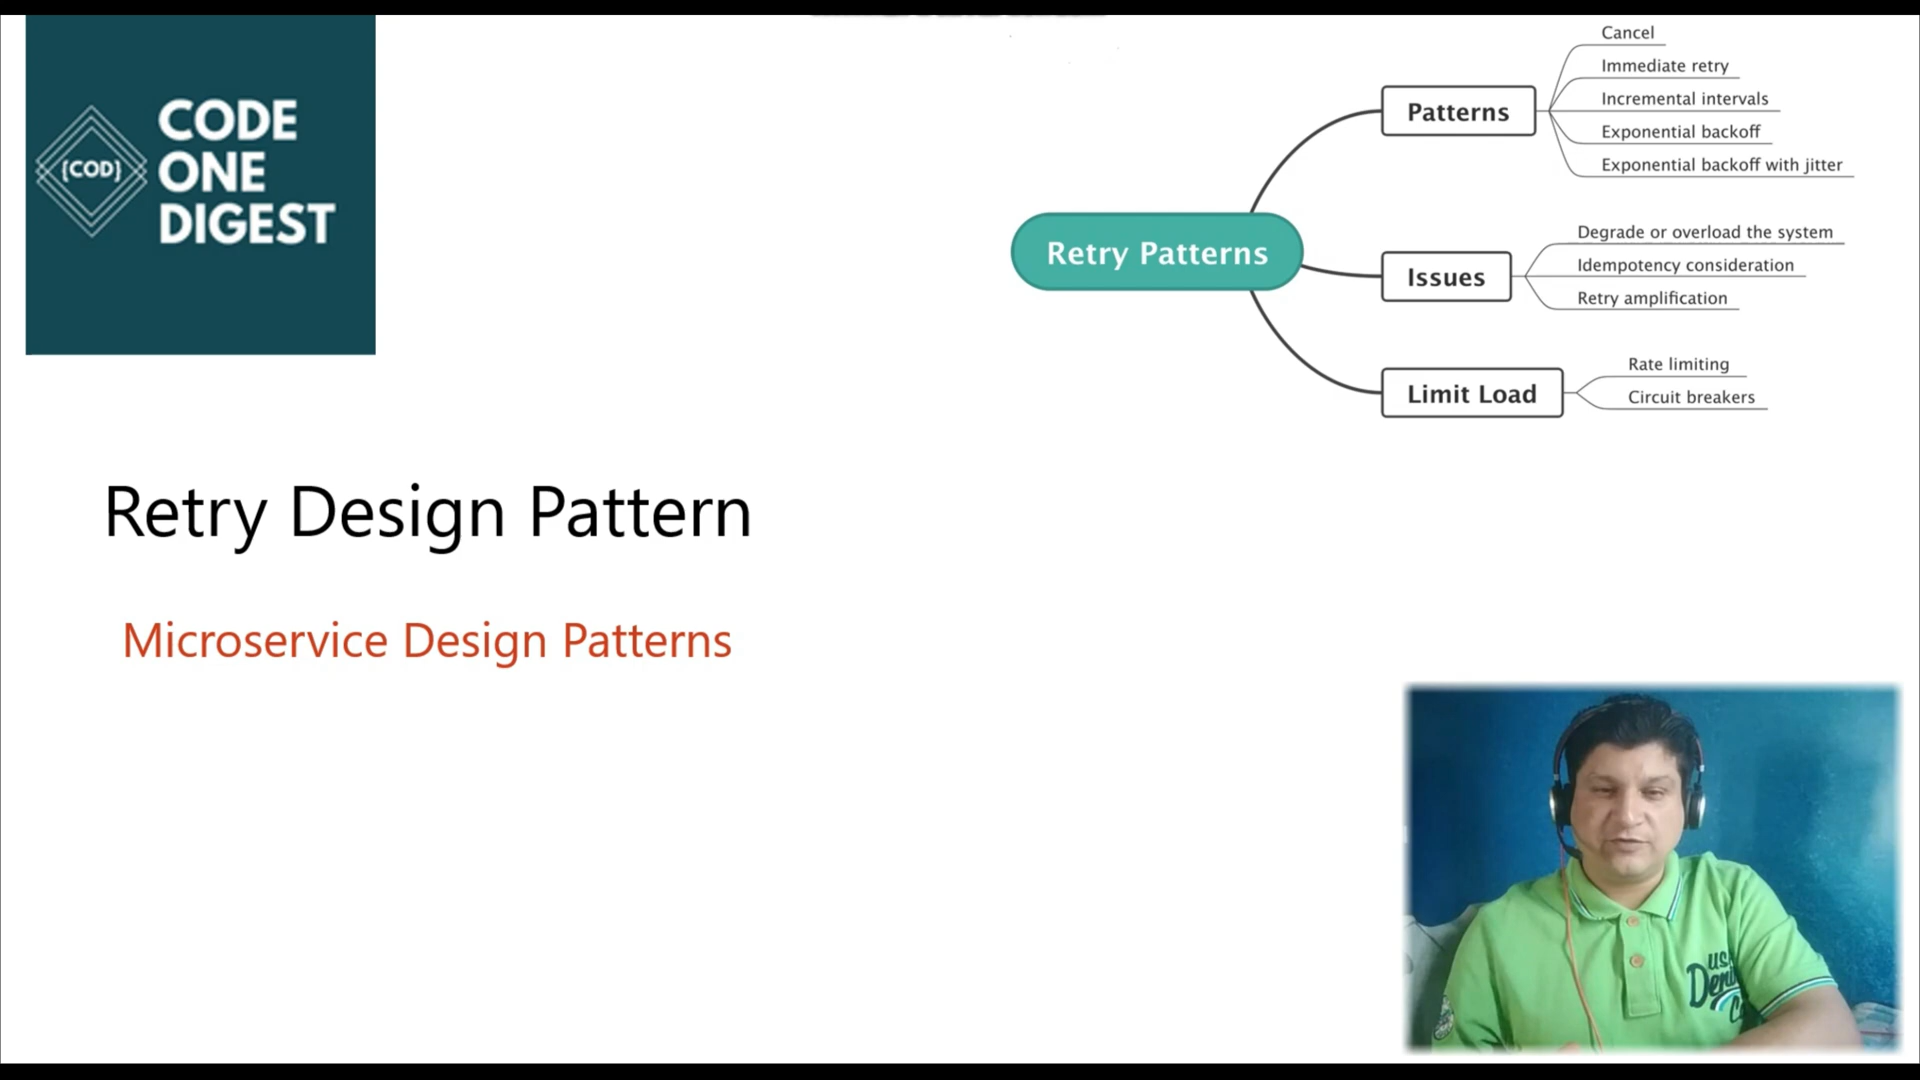 {COD}
CODE
ONE
DIGEST
Retry Patterns
Patterns
Cancel
Immediate retry
Incremental intervals
Exponential backoff
Exponential backoff with jitter
Issues
Degrade or overload the system
Idempotency consideration
Retry amplification
Limit Load
Rate limiting
Circuit breakers
Retry Design Pattern
Microservice Design Patterns